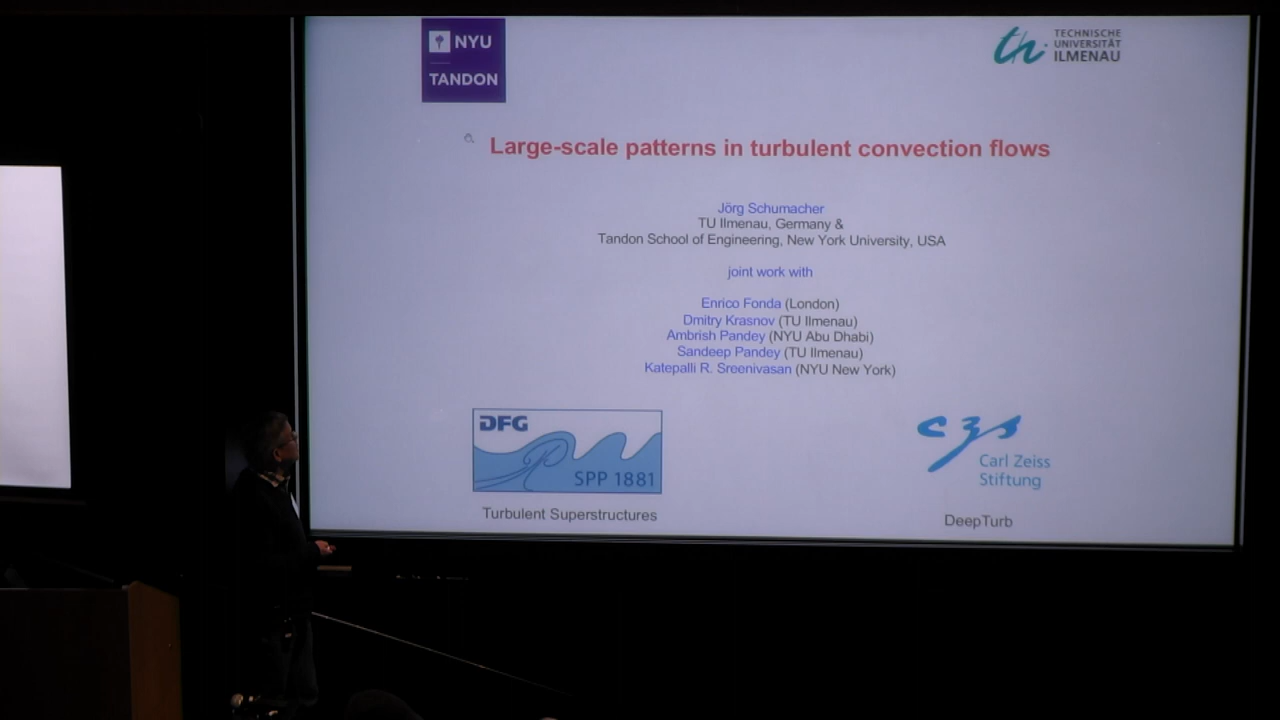 NYU
TANDON
TECHNISCHE
UNIVERSITÄT
ILMENAU
Large-scale patterns in turbulent convection flows
Jörg Schumacher
TU Ilmenau, Germany &
Tandon School of Engineering, New York University, USA
joint work with
Enrico Fonda (London)
Dmitry Krasnov (TU Ilmenau)
Ambrish Pandey (NYU Abu Dhabi)
Sandeep Pandey (TU Ilmenau)
Katepalli R. Sreenivasan (NYU New York)
DFG
SPP 1881
Turbulent Superstructures
czs
Carl Zeiss
Stiftung
DeepTurb